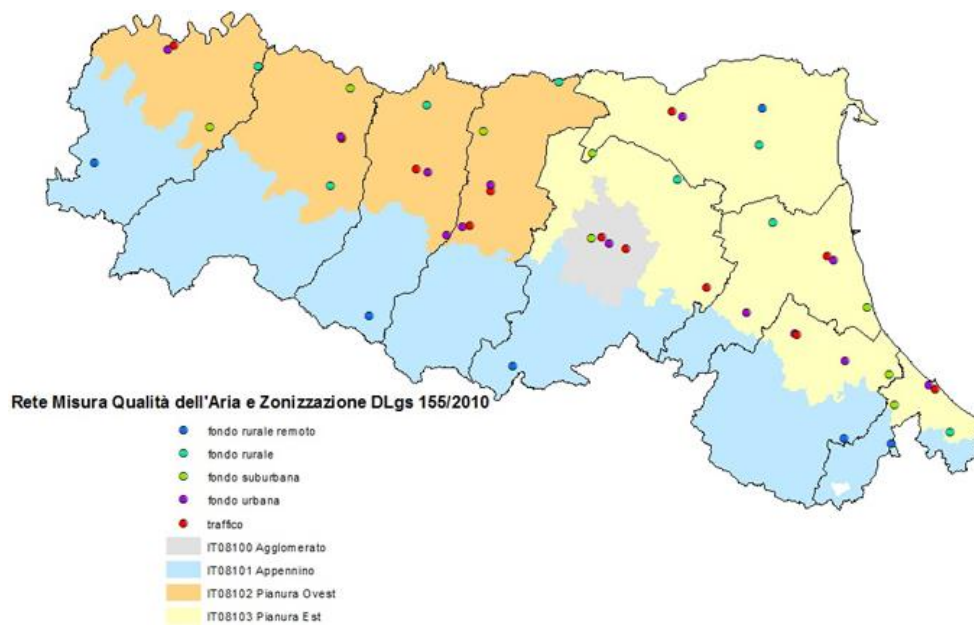 Rete Misura Qualità dell'Aria e Zonizzazione DLgs 155/2010
fondo rurale remoto
fondo rurale
fondo suburbana
fondo urbana
traffico
IT08100 Agglomerato
IT08101 Appennino
IT08102 Pianura Ovest
IT08103 Pianura Est